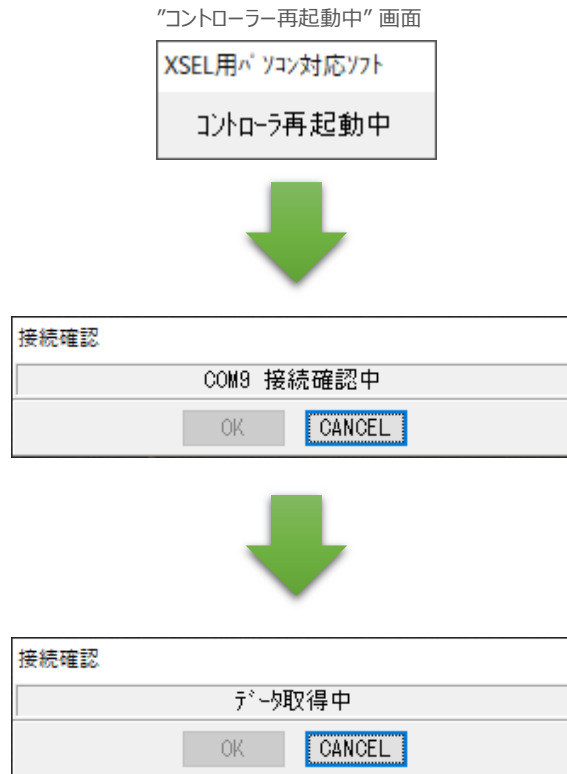 ”コントローラー再起動中” 画面
XSEL用ﾊﾟｿｺﾝ対応ｿﾌﾄ
ｺﾝﾄﾛｰﾗ再起動中
接続確認
COM9 接続確認中
OK CANCEL
接続確認
ﾃﾞｰﾀ取得中
OK CANCEL